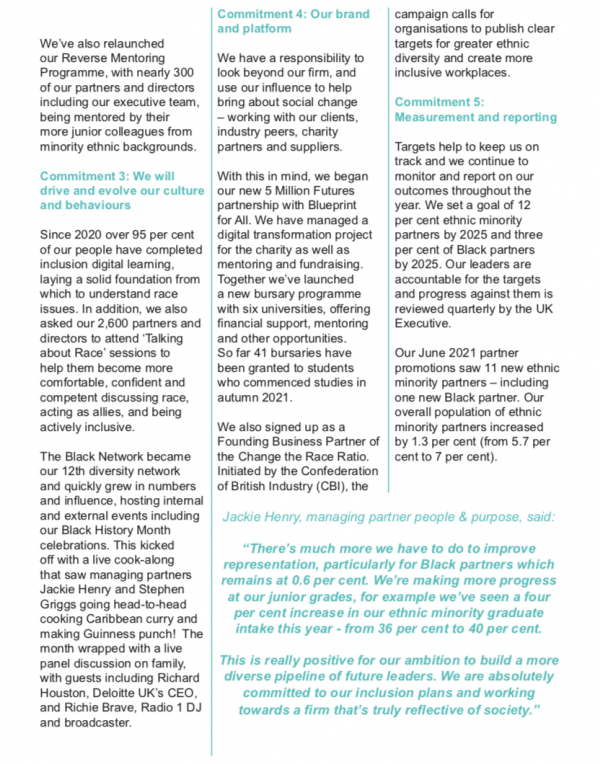 We've also relaunched
our Reverse Mentoring
Programme, with nearly 300
of our partners and directors
including our executive team,
being mentored by their
more junior colleagues from
minority ethnic backgrounds.
Commitment 3: We will
drive and evolve our culture
and behaviours
Since 2020 over 95 per cent
of our people have completed
inclusion digital learning,
laying a solid foundation from
which to understand race
issues. In addition, we also
asked our 2,600 partners and
directors to attend 'Talking
about Race' sessions to
help them become more
comfortable, confident and
competent discussing race,
acting as allies, and being
actively inclusive.
The Black Network became
our 12th diversity network
and quickly grew in numbers
and influence, hosting internal
and external events including
our Black History Month
celebrations. This kicked
off with a live cook-along
that saw managing partners
Jackie Henry and Stephen
Griggs going head-to-head
cooking Caribbean curry and
making Guinness punch! The
month wrapped with a live
panel discussion on family,
with guests including Richard
Houston, Deloitte UK's CEO,
and Richie Brave, Radio 1 DJ
and broadcaster.
Commitment 4: Our brand
and platform
We have a responsibility to
look beyond our firm, and
use our influence to help
bring about social change
– working with our clients,
industry peers, charity
partners and suppliers.
With this in mind, we began
our new 5 Million Futures
partnership with Blueprint
for All. We have managed a
digital transformation project
for the charity as well as
mentoring and fundraising.
Together we've launched
a new bursary programme
with six universities, offering
financial support, mentoring
and other opportunities.
So far 41 bursaries have
been granted to students
who commenced studies in
autumn 2021.
We also signed up as a
Founding Business Partner of
the Change the Race Ratio.
Initiated by the Confederation
of British Industry (CBI), the
campaign calls for
organisations to publish clear
targets for greater ethnic
diversity and create more
inclusive workplaces.
Commitment 5:
Measurement and reporting
Targets help to keep us on
track and we continue to
monitor and report on our
outcomes throughout the
year. We set a goal of 12
per cent ethnic minority
partners by 2025 and three
per cent of Black partners
by 2025. Our leaders are
accountable for the targets
and progress against them is
reviewed quarterly by the UK
Executive.
Our June 2021 partner
promotions saw 11 new ethnic
minority partners – including
one new Black partner. Our
overall population of ethnic
minority partners increased
by 1.3 per cent (from 5.7 per
cent to 7 per cent).
Jackie Henry, managing partner people & purpose, said:
"There's much more we have to do to improve
representation, particularly for Black partners which
remains at 0.6 per cent. We're making more progress
at our junior grades, for example we've seen a four
per cent increase in our ethnic minority graduate
intake this year - from 36 per cent to 40 per cent.
This is really positive for our ambition to build a more
diverse pipeline of future leaders. We are absolutely
committed to our inclusion plans and working
towards a firm that's truly reflective of society."